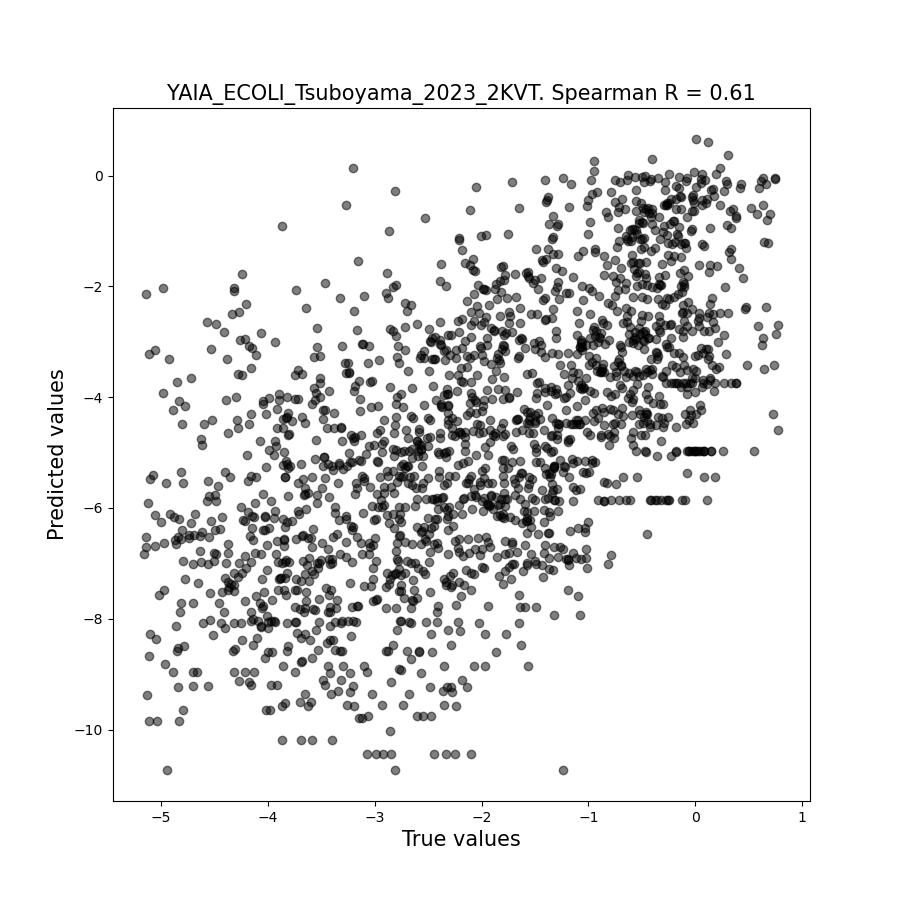 YAIA_ECOLI_Tsuboyama_2023_2KVT. Spearman R = 0.61
0
−2
−4
−6
−8
−10
Predicted values
−5 −4 −3 −2 −1 0 1
True values